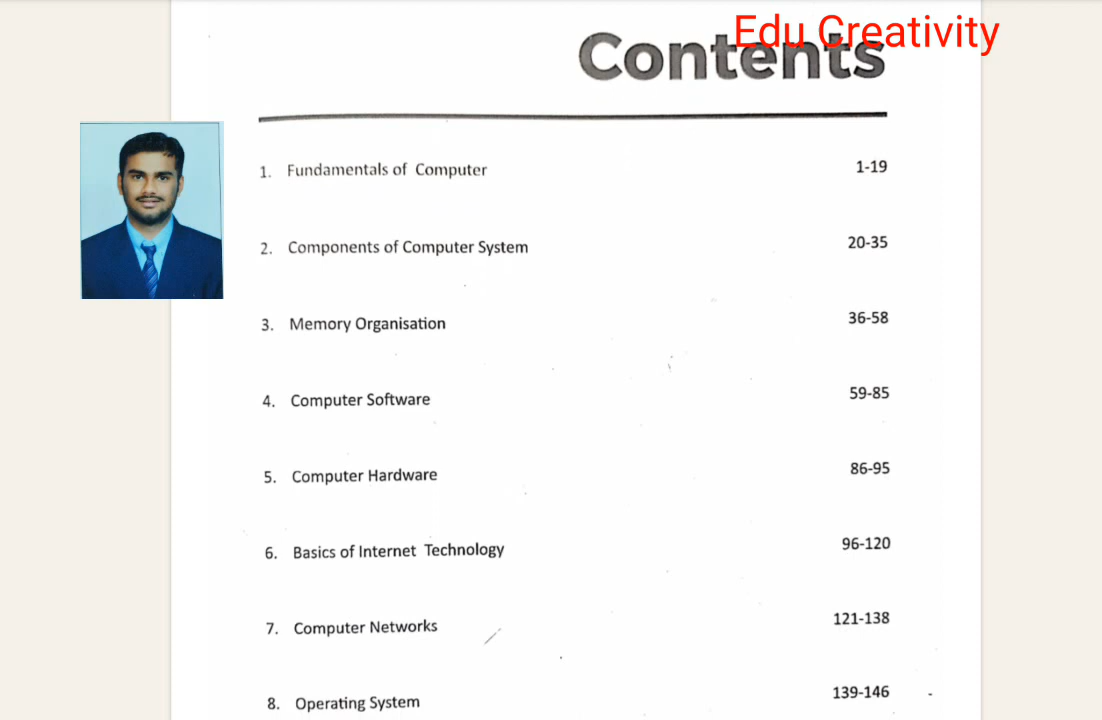 Edu Creativity
Contents
1. Fundamentals of Computer 1-19
2. Components of Computer System 20-35
3. Memory Organisation 36-58
4. Computer Software 59-85
5. Computer Hardware 86-95
6. Basics of Internet Technology 96-120
7. Computer Networks 121-138
8. Operating System 139-146